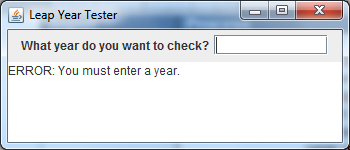 Leap Year Tester
What year do you want to check?
ERROR: You must enter a year.